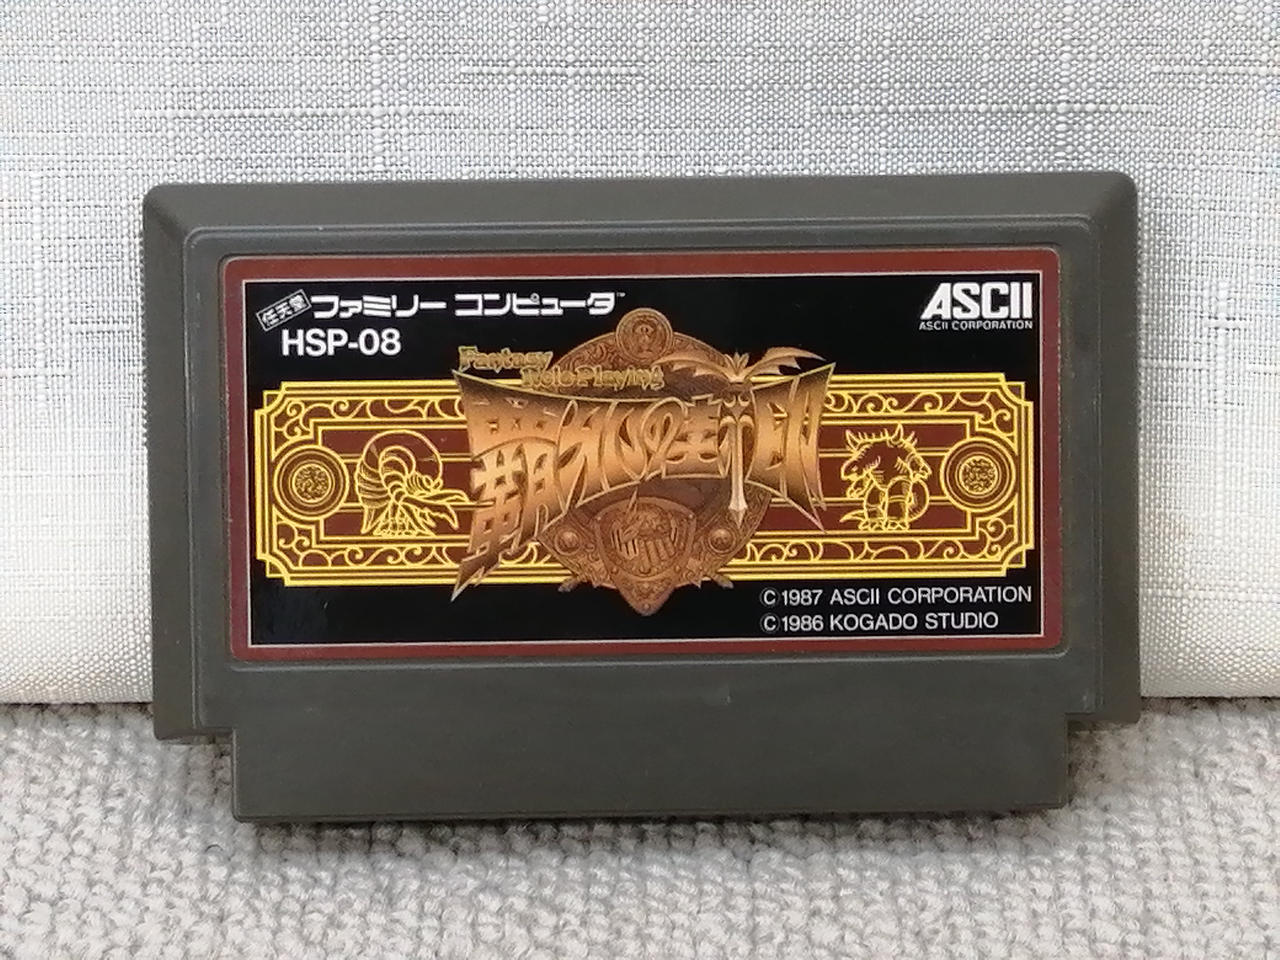 任天堂 ファミリー コンピュータ™
HSP-08
ASCII
ASCII CORPORATION
Fantasy
Role Playing
覇邪の封印
©1987 ASCII CORPORATION
©1986 KOGADO STUDIO